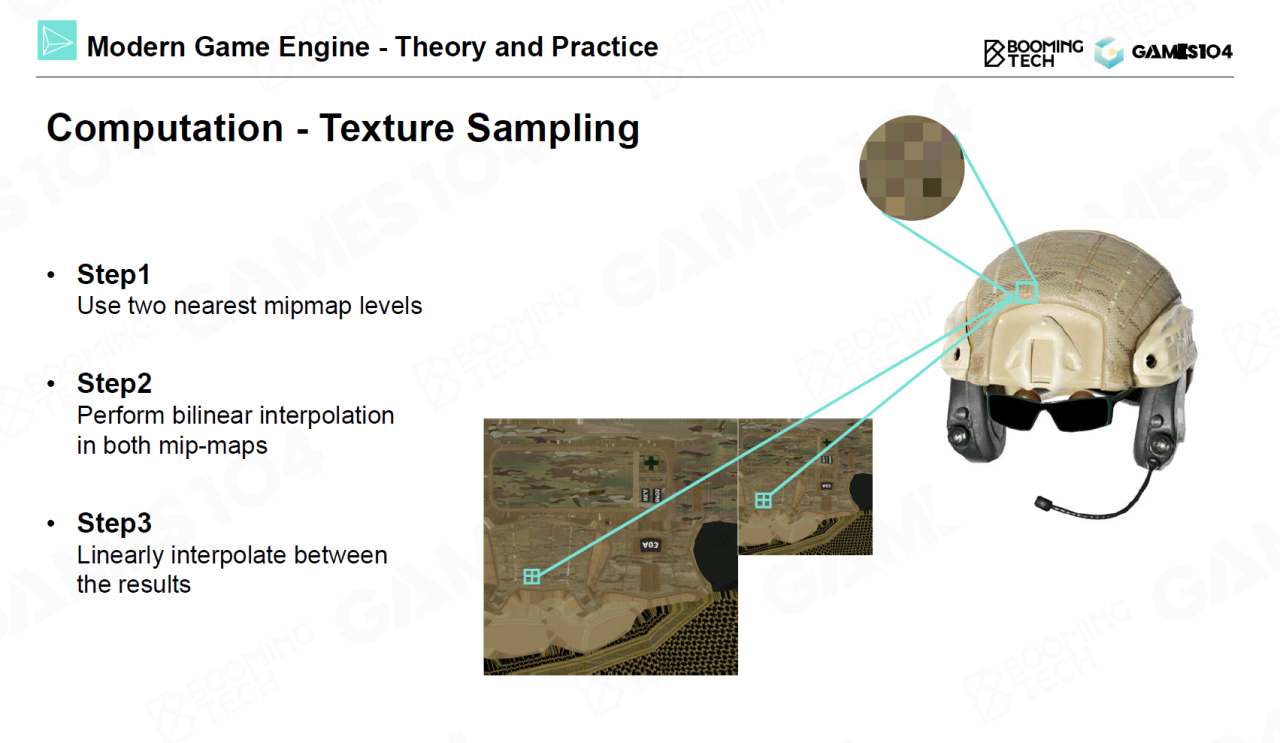 Modern Game Engine - Theory and Practice
BOOMING
TECH
GAMES104
Computation - Texture Sampling
• Step1
Use two nearest mipmap levels
• Step2
Perform bilinear interpolation
in both mip-maps
• Step3
Linearly interpolate between
the results